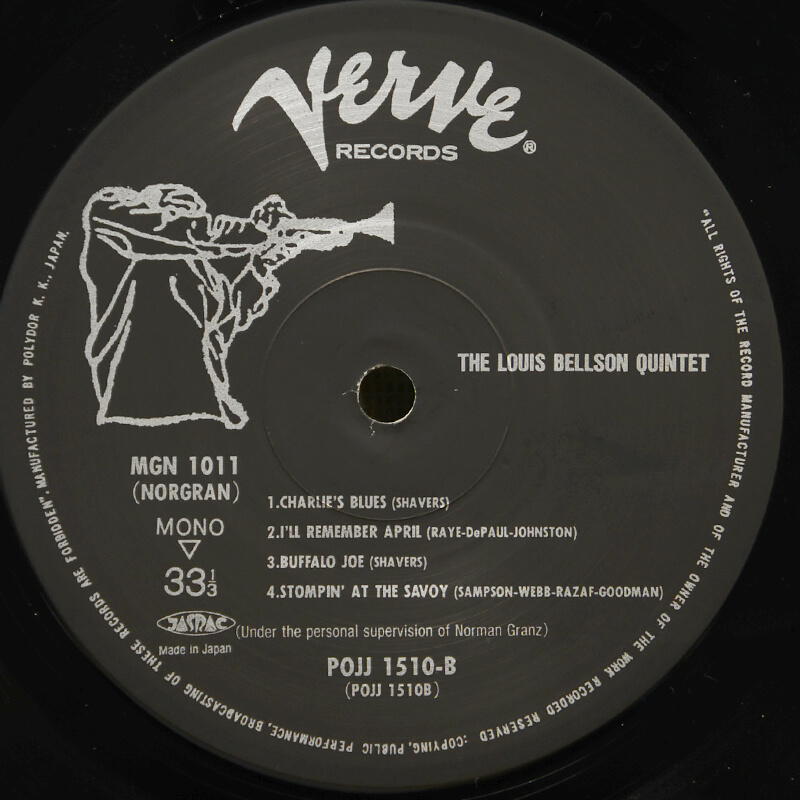 Verve®
RECORDS
THE LOUIS BELLSON QUINTET
MGN 1011
(NORGRAN)
MONO
33⅓
1.CHARLIE'S BLUES (SHAVERS)
2.I'LL REMEMBER APRIL (RAYE-DePAUL-JOHNSTON)
3.BUFFALO JOE (SHAVERS)
4.STOMPIN' AT THE SAVOY (SAMPSON-WEBB-RAZAF-GOODMAN)
JASRAC
(Under the personal supervision of Norman Granz)
Made in Japan
POJJ 1510-B
(POJJ 1510B)
"ALL RIGHTS OF THE RECORD MANUFACTURER AND OF THE OWNER OF THE WORK RECORDED RESERVED : COPYING, PUBLIC PERFORMANCE, BROADCASTING OF THESE RECORDS ARE FORBIDDEN". MANUFACTURED BY POLYDOR K. K., JAPAN.